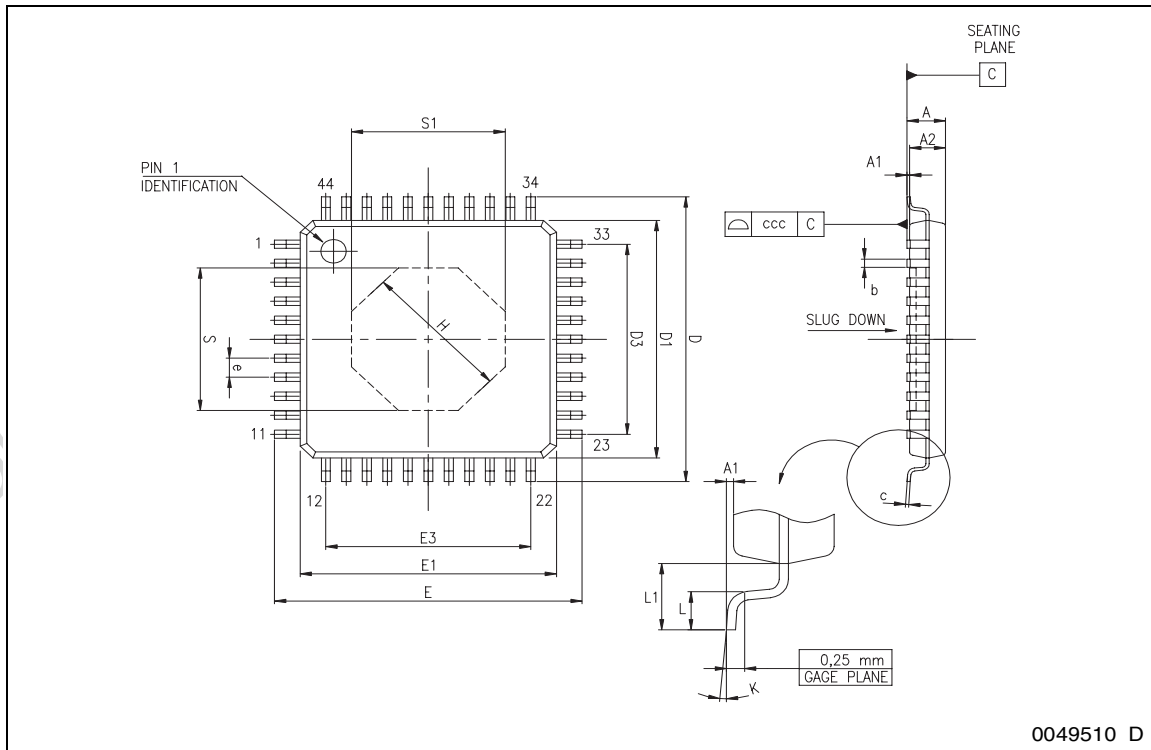 SEATING
PLANE
C
A
A2
A1
S1
PIN 1
IDENTIFICATION
44
34
ccc
C
1
33
b
SLUG DOWN
S
H
D3
D1
D
e
11
23
A1
12
22
c
E3
E1
L1
E
L
0,25 mm
GAGE PLANE
K
0049510 D